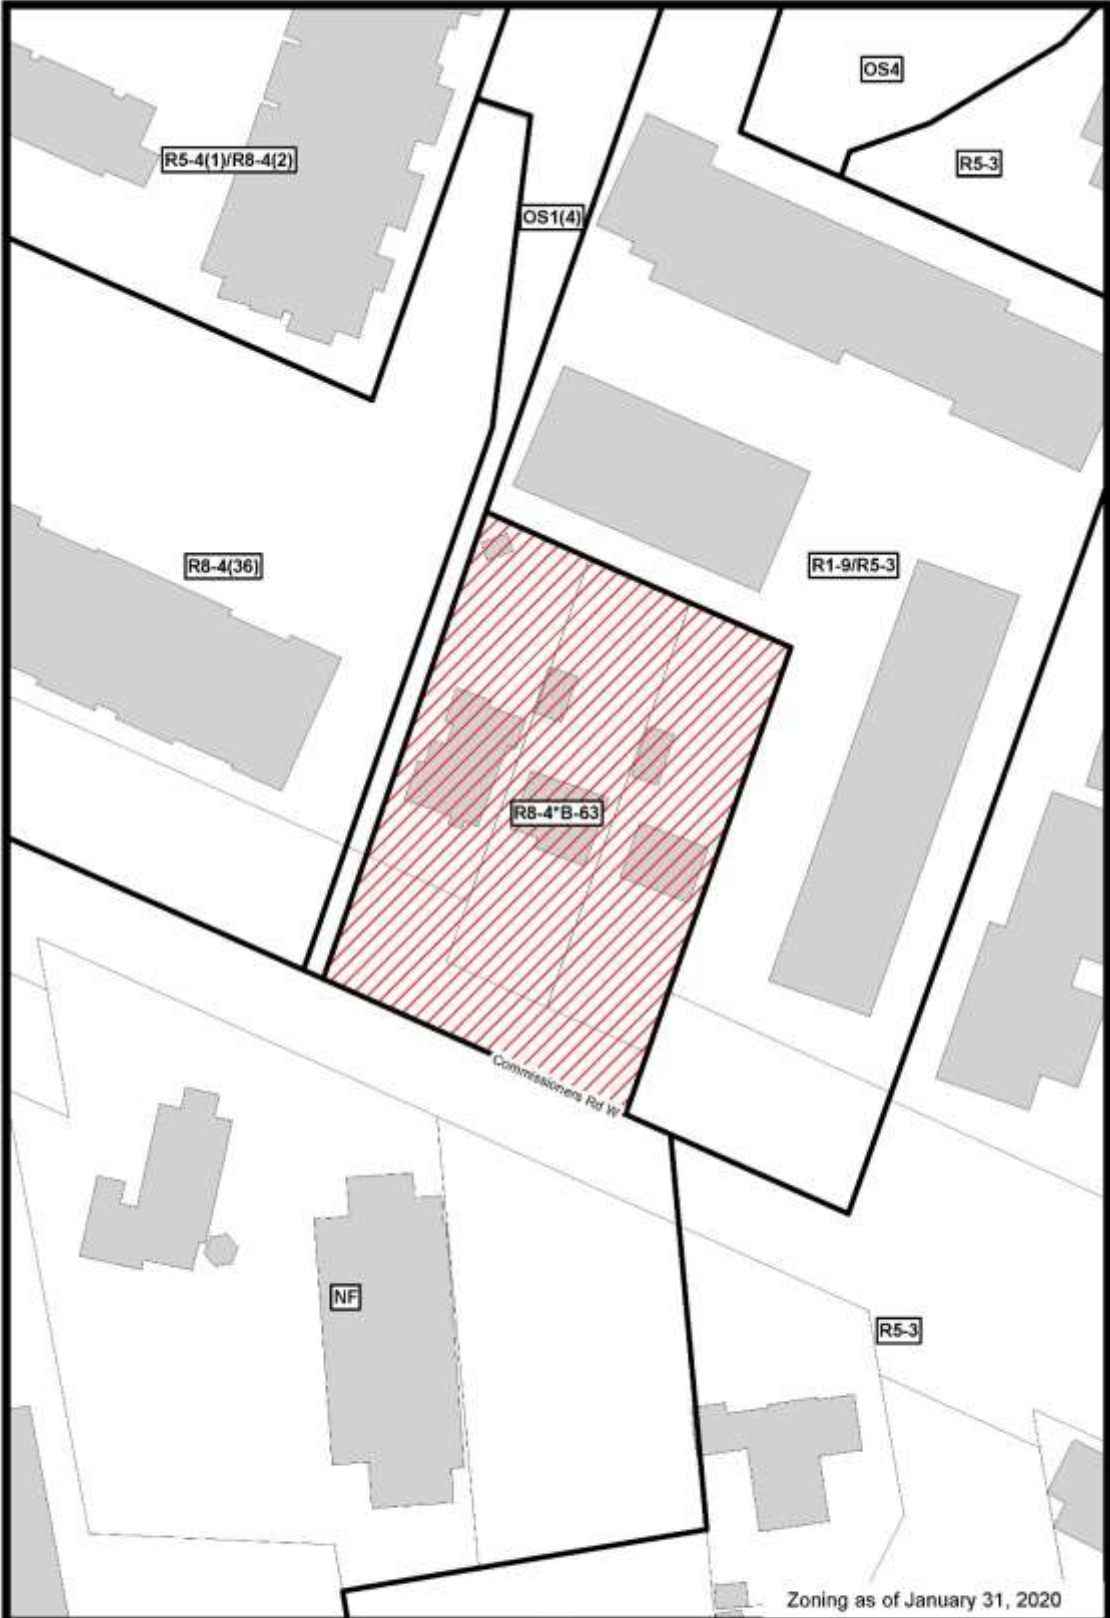 OS4
R5-4(1)/R8-4(2)
R5-3
OS1(4)
R8-4(36)
R1-9/R5-3
R8-4*B-63
Commissioners Rd W
NF
R5-3
Zoning as of January 31, 2020